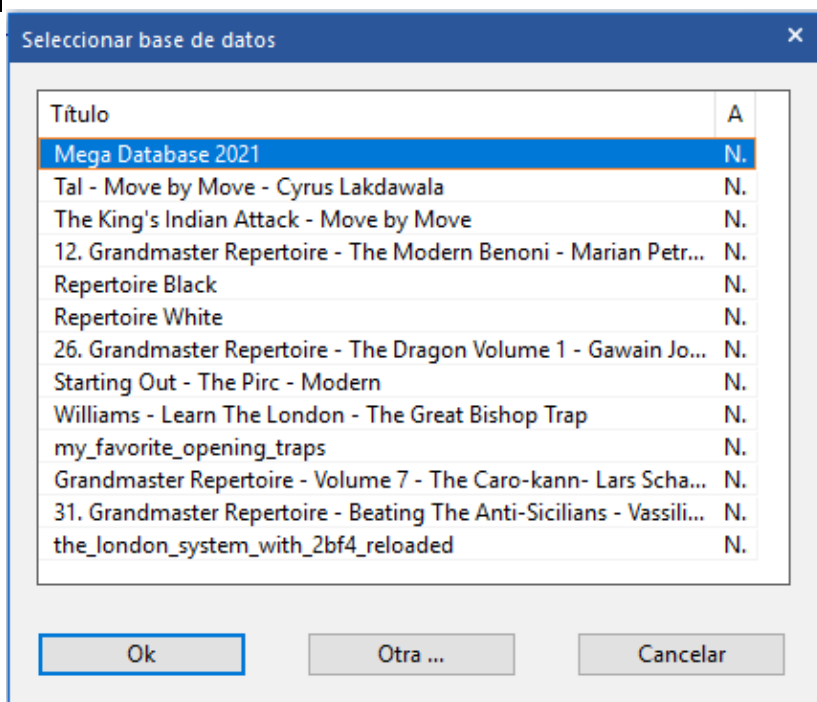 Seleccionar base de datos
Título A
Mega Database 2021 N.
Tal - Move by Move - Cyrus Lakdawala N.
The King's Indian Attack - Move by Move N.
12. Grandmaster Repertoire - The Modern Benoni - Marian Petr... N.
Repertoire Black N.
Repertoire White N.
26. Grandmaster Repertoire - The Dragon Volume 1 - Gawain Jo... N.
Starting Out - The Pirc - Modern N.
Williams - Learn The London - The Great Bishop Trap N.
my_favorite_opening_traps N.
Grandmaster Repertoire - Volume 7 - The Caro-kann- Lars Scha... N.
31. Grandmaster Repertoire - Beating The Anti-Sicilians - Vassili... N.
the_london_system_with_2bf4_reloaded N.
Ok Otra ... Cancelar